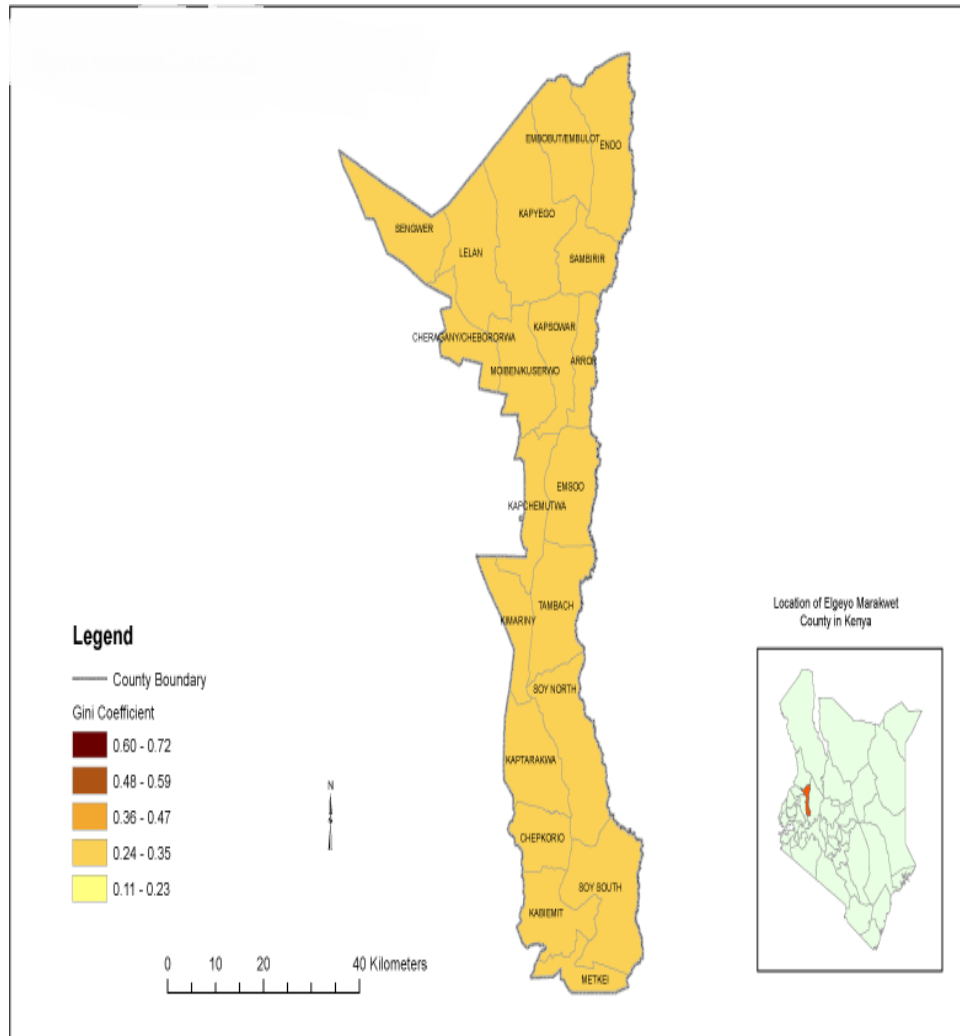 EMBOBUT/EMBULOT
ENDO
KAPYEGO
SENGWER
LELAN
SAMBIRIR
KAPSOWAR
CHERAGANY/CHEBORORWA
ARROR
MOIBEN/KUSERWO
EMSOO
KAPCHEMUTWA
TAMBACH
KIMARINY
SOY NORTH
KAPTARAKWA
CHEPKORIO
SOY SOUTH
KABIEMIT
METKEI
Legend
County Boundary
Gini Coefficient
0.60 - 0.72
0.48 - 0.59
0.36 - 0.47
0.24 - 0.35
0.11 - 0.23
N
0 10 20 40 Kilometers
Location of Elgeyo Marakwet
County in Kenya